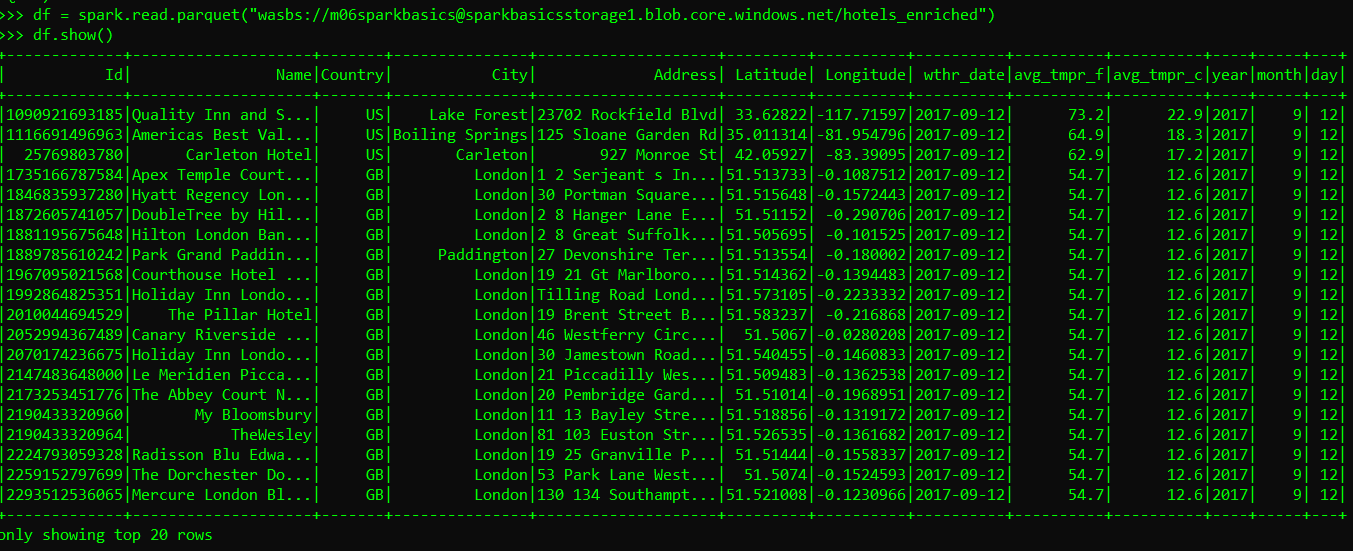 >>> df = spark.read.parquet("wasbs://m06sparkbasics@sparkbasicsstorage1.blob.core.windows.net/hotels_enriched")
>>> df.show()
+-------------+--------------------+-------+---------------+--------------------+---------+-----------+----------+----------+----------+----+-----+---+
|           Id|                Name|Country|           City|             Address| Latitude|  Longitude| wthr_date|avg_tmpr_f|avg_tmpr_c|year|month|day|
+-------------+--------------------+-------+---------------+--------------------+---------+-----------+----------+----------+----------+----+-----+---+
|1090921693185|Quality Inn and S...|     US|    Lake Forest|23702 Rockfield Blvd| 33.62822| -117.71597|2017-09-12|      73.2|      22.9|2017|    9| 12|
|1116691496963|Americas Best Val...|     US|Boiling Springs|125 Sloane Garden Rd|35.011314| -81.954796|2017-09-12|      64.9|      18.3|2017|    9| 12|
|  25769803780|      Carleton Hotel|     US|       Carleton|       927 Monroe St| 42.05927|  -83.39095|2017-09-12|      62.9|      17.2|2017|    9| 12|
|1735166787584|Apex Temple Court...|     GB|         London|1 2 Serjeant s In...|51.513733| -0.1087512|2017-09-12|      54.7|      12.6|2017|    9| 12|
|1846835937280|Hyatt Regency Lon...|     GB|         London|30 Portman Square...|51.515648| -0.1572443|2017-09-12|      54.7|      12.6|2017|    9| 12|
|1872605741057|DoubleTree by Hil...|     GB|         London|2 8 Hanger Lane E...| 51.51152|  -0.290706|2017-09-12|      54.7|      12.6|2017|    9| 12|
|1881195675648|Hilton London Ban...|     GB|         London|2 8 Great Suffolk...|51.505695|  -0.101525|2017-09-12|      54.7|      12.6|2017|    9| 12|
|1889785610242|Park Grand Paddin...|     GB|     Paddington|27 Devonshire Ter...|51.513554|  -0.180002|2017-09-12|      54.7|      12.6|2017|    9| 12|
|1967095021568|Courthouse Hotel ...|     GB|         London|19 21 Gt Marlboro...|51.514362| -0.1394483|2017-09-12|      54.7|      12.6|2017|    9| 12|
|1992864825351|Holiday Inn Londo...|     GB|         London|Tilling Road Lond...|51.573105| -0.2233332|2017-09-12|      54.7|      12.6|2017|    9| 12|
|2010044694529|    The Pillar Hotel|     GB|         London|19 Brent Street B...|51.583237|  -0.216868|2017-09-12|      54.7|      12.6|2017|    9| 12|
|2052994367489|Canary Riverside ...|     GB|         London|46 Westferry Circ...|  51.5067| -0.0280208|2017-09-12|      54.7|      12.6|2017|    9| 12|
|2070174236675|Holiday Inn Londo...|     GB|         London|30 Jamestown Road...|51.540455| -0.1460833|2017-09-12|      54.7|      12.6|2017|    9| 12|
|2147483648000|Le Meridien Picca...|     GB|         London|21 Piccadilly Wes...|51.509483| -0.1362538|2017-09-12|      54.7|      12.6|2017|    9| 12|
|2173253451776|The Abbey Court N...|     GB|         London|20 Pembridge Gard...| 51.51014| -0.1968951|2017-09-12|      54.7|      12.6|2017|    9| 12|
|2190433320960|       My Bloomsbury|     GB|         London|11 13 Bayley Stre...|51.518856| -0.1319172|2017-09-12|      54.7|      12.6|2017|    9| 12|
|2190433320964|           TheWesley|     GB|         London|81 103 Euston Str...|51.526535| -0.1361682|2017-09-12|      54.7|      12.6|2017|    9| 12|
|2224793059328|Radisson Blu Edwa...|     GB|         London|19 25 Granville P...| 51.51444| -0.1558337|2017-09-12|      54.7|      12.6|2017|    9| 12|
|2259152797699|The Dorchester Do...|     GB|         London|53 Park Lane West...|  51.5074| -0.1524593|2017-09-12|      54.7|      12.6|2017|    9| 12|
|2293512536065|Mercure London Bl...|     GB|         London|130 134 Southampt...|51.521008| -0.1230966|2017-09-12|      54.7|      12.6|2017|    9| 12|
+-------------+--------------------+-------+---------------+--------------------+---------+-----------+----------+----------+----------+----+-----+---+
only showing top 20 rows